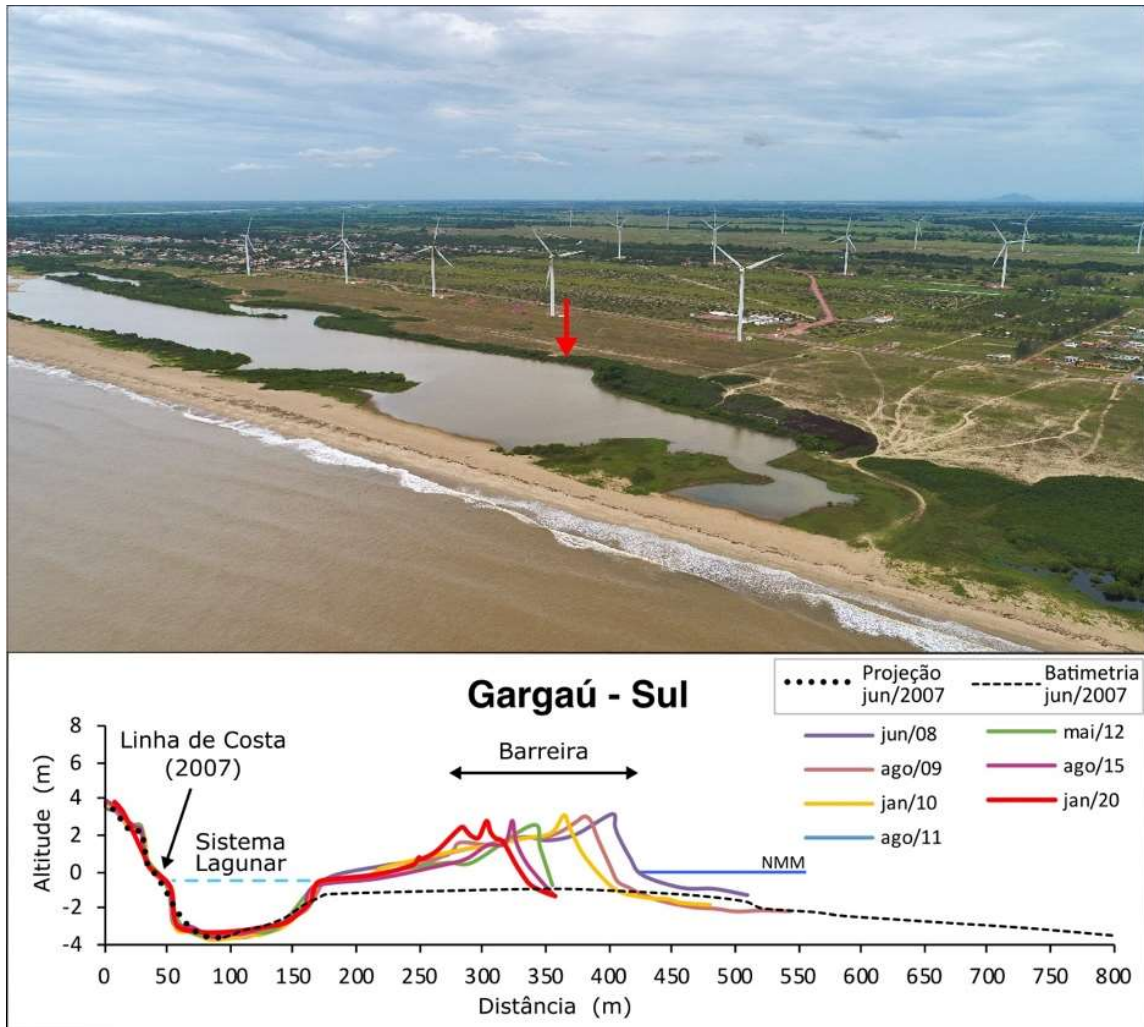 Gargaú - Sul
Projeção
jun/2007
Batimetria
jun/2007
jun/08
mai/12
ago/09
ago/15
jan/10
jan/20
ago/11
Linha de Costa
(2007)
Barreira
Sistema
Lagunar
NMM
Altitude (m)
8
6
4
2
0
-2
-4
0 50 100 150 200 250 300 350 400 450 500 550 600 650 700 750 800
Distância (m)